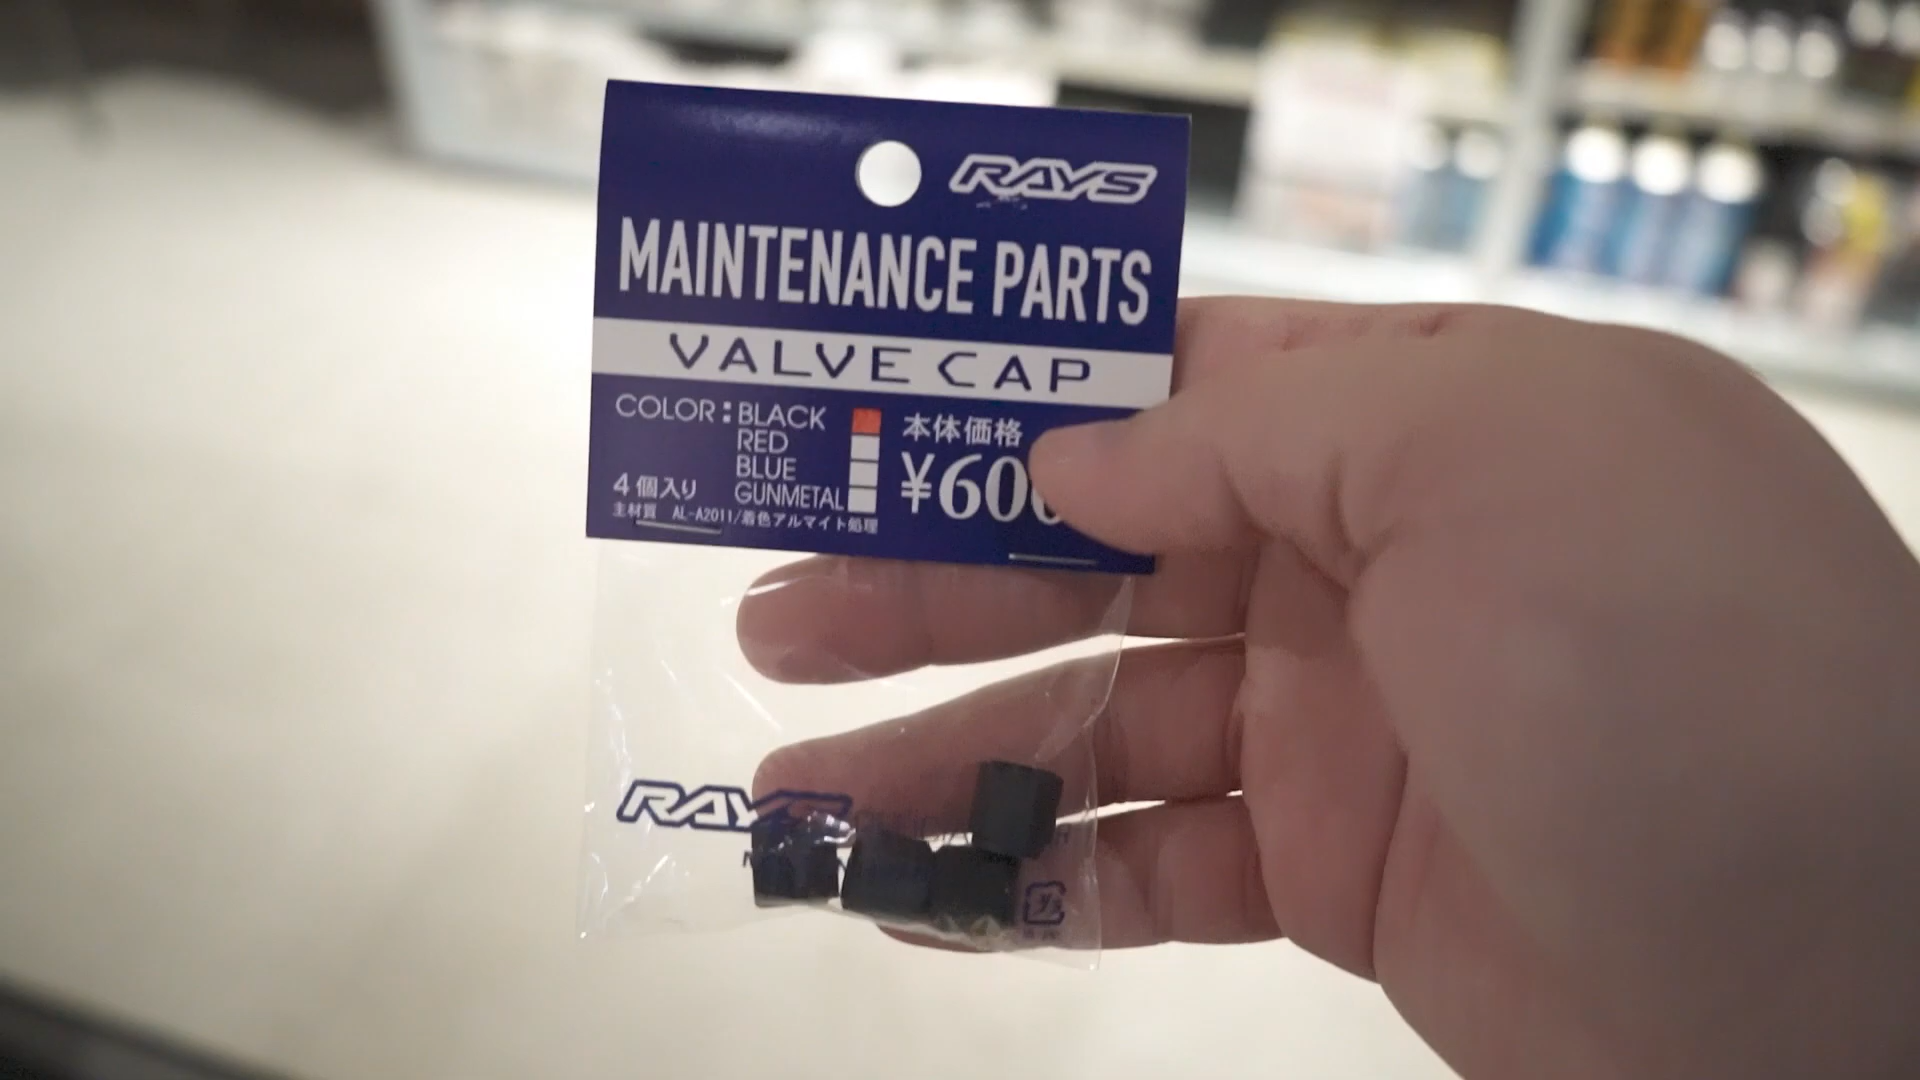 RAYS
MAINTENANCE PARTS
VALVE CAP
COLOR : BLACK
RED
BLUE
GUNMETAL
4個入り
主材質 AL-A2011/着色アルマイト処理
本体価格
¥600
RAYS